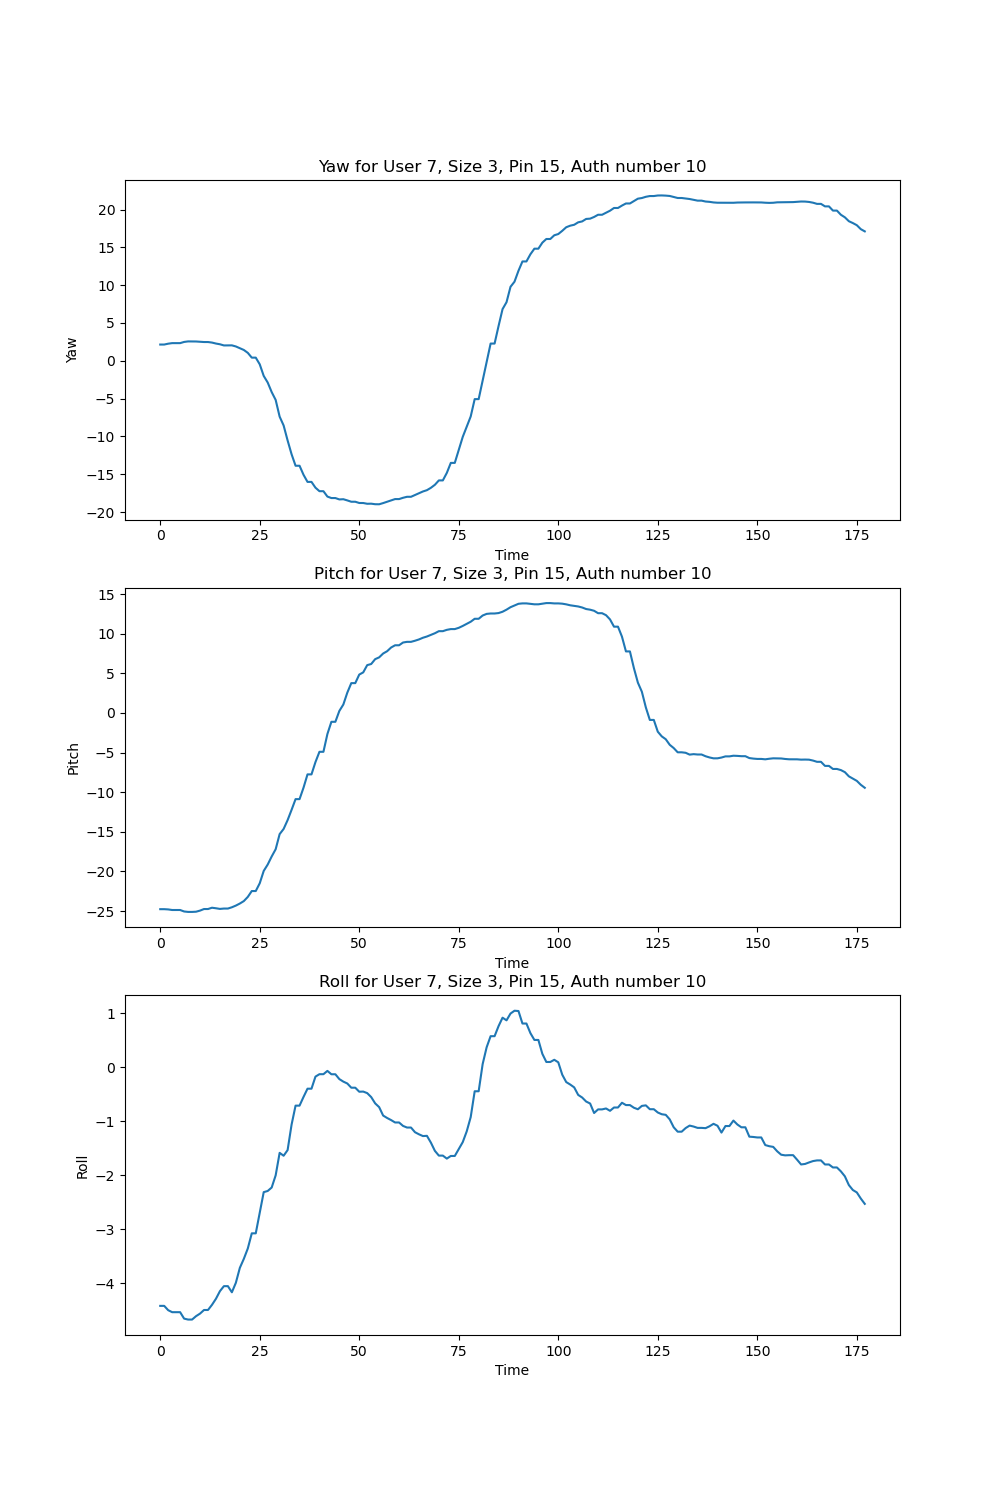 Yaw for User 7, Size 3, Pin 15, Auth number 10
20
15
10
5
0
−5
−10
−15
−20
Yaw
0 25 50 75 100 125 150 175
Time
Pitch for User 7, Size 3, Pin 15, Auth number 10
15
10
5
0
−5
−10
−15
−20
−25
Pitch
0 25 50 75 100 125 150 175
Time
Roll for User 7, Size 3, Pin 15, Auth number 10
1
0
−1
−2
−3
−4
Roll
0 25 50 75 100 125 150 175
Time